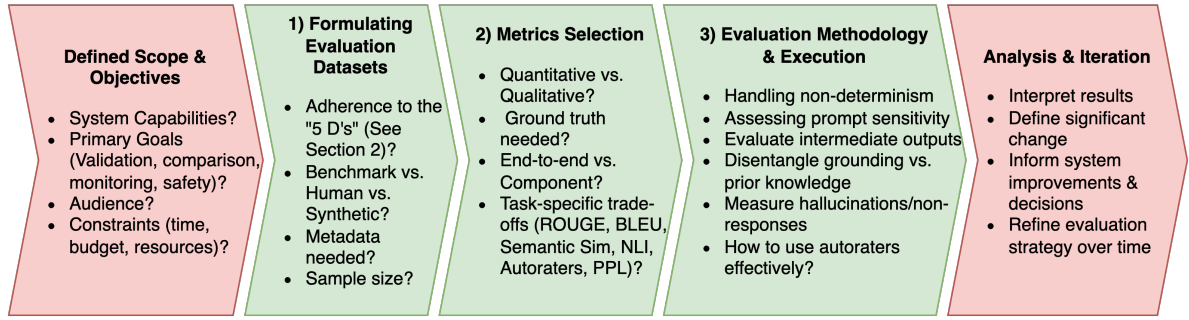 Defined Scope &
Objectives
• System Capabilities?
• Primary Goals
(Validation, comparison,
monitoring, safety)?
• Audience?
• Constraints (time,
budget, resources)?
1) Formulating
Evaluation
Datasets
• Adherence to the
"5 D's" (See
Section 2)?
• Benchmark vs.
Human vs.
Synthetic?
• Metadata
needed?
• Sample size?
2) Metrics Selection
• Quantitative vs.
Qualitative?
• Ground truth
needed?
• End-to-end vs.
Component?
• Task-specific trade-
offs (ROUGE, BLEU,
Semantic Sim, NLI,
Autoraters, PPL)?
3) Evaluation Methodology
& Execution
• Handling non-determinism
• Assessing prompt sensitivity
• Evaluate intermediate outputs
• Disentangle grounding vs.
prior knowledge
• Measure hallucinations/non-
responses
• How to use autoraters
effectively?
Analysis & Iteration
• Interpret results
• Define significant
change
• Inform system
improvements &
decisions
• Refine evaluation
strategy over time